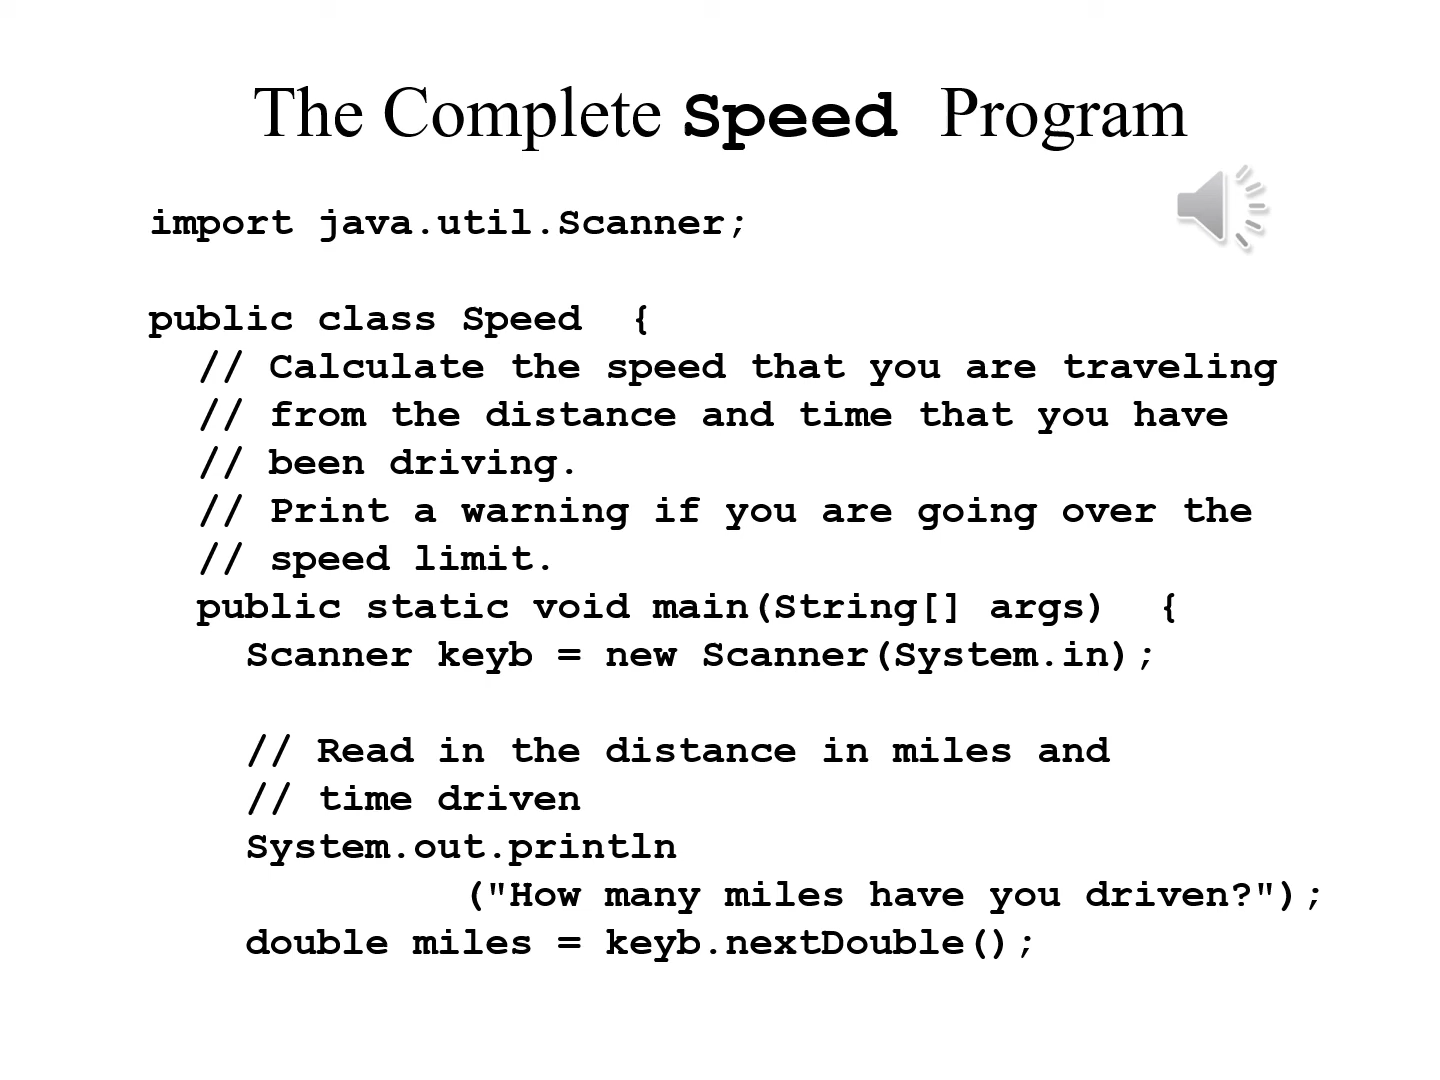 The Complete Speed Program
import java.util.Scanner;
public class Speed  {
  // Calculate the speed that you are traveling
  // from the distance and time that you have
  // been driving.
  // Print a warning if you are going over the
  // speed limit.
  public static void main(String[] args)  {
    Scanner keyb = new Scanner(System.in);
    // Read in the distance in miles and
    // time driven
    System.out.println
             ("How many miles have you driven?");
    double miles = keyb.nextDouble();